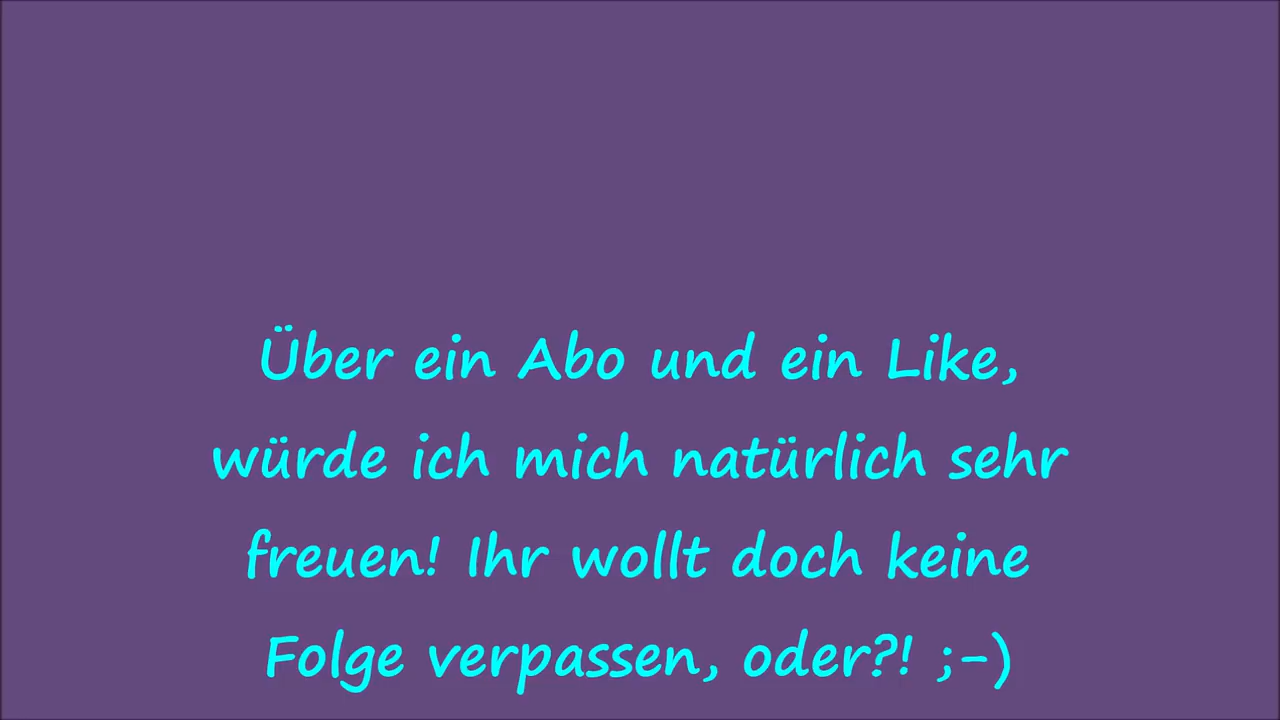 Über ein Abo und ein Like,
würde ich mich natürlich sehr
freuen! Ihr wollt doch keine
Folge verpassen, oder?! ;-)